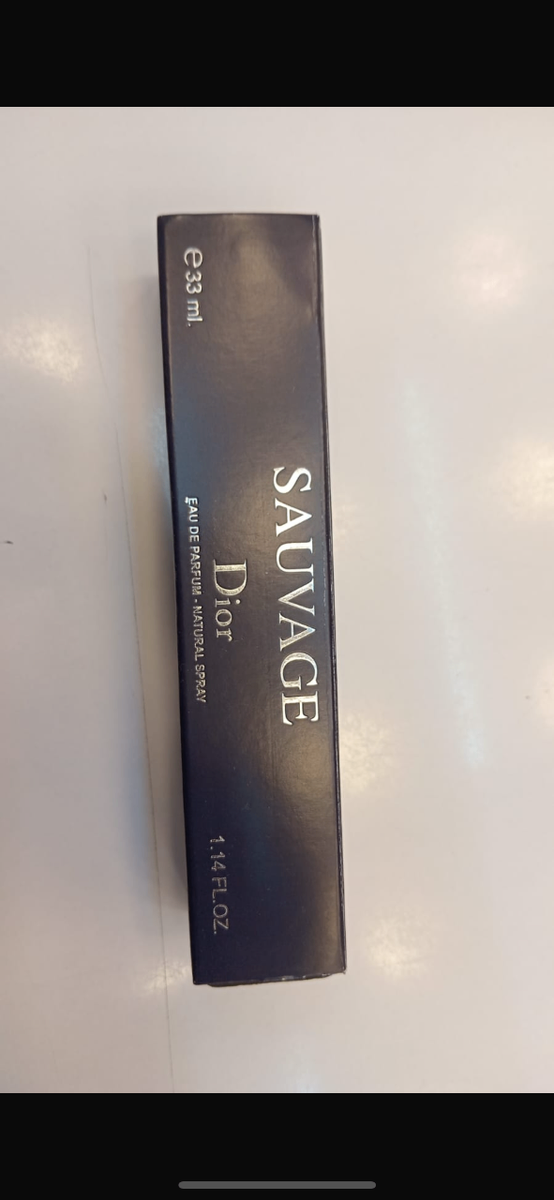 SAUVAGE
Dior
EAU DE PARFUM - NATURAL SPRAY
e 33 ml.
1.14 FL.OZ.